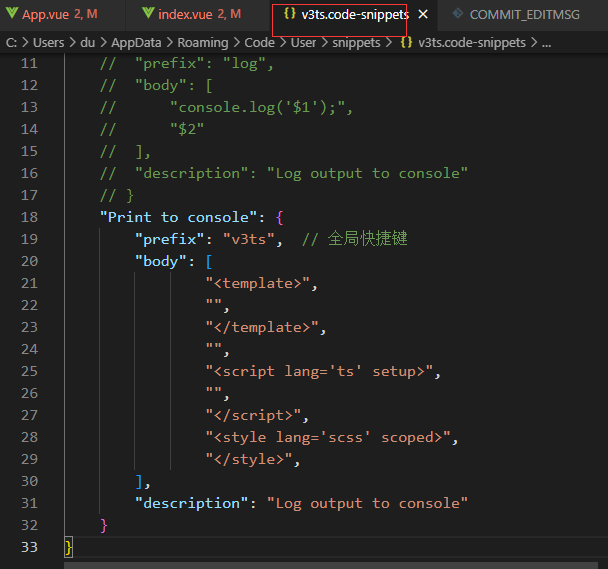 App.vue 2, M index.vue 2, M {} v3ts.code-snippets × COMMIT_EDITMSG
C: > Users > du > AppData > Roaming > Code > User > snippets > {} v3ts.code-snippets > ...
11 // "prefix": "log",
12 // "body": [
13 // "console.log('$1');",
14 // "$2"
15 // ],
16 // "description": "Log output to console"
17 // }
18 "Print to console": {
19 "prefix": "v3ts", // 全局快捷键
20 "body": [
21 "<template>",
22 "",
23 "</template>",
24 "",
25 "<script lang='ts' setup>",
26 "",
27 "</script>",
28 "<style lang='scss' scoped>",
29 "</style>",
30 ],
31 "description": "Log output to console"
32 }
33 }